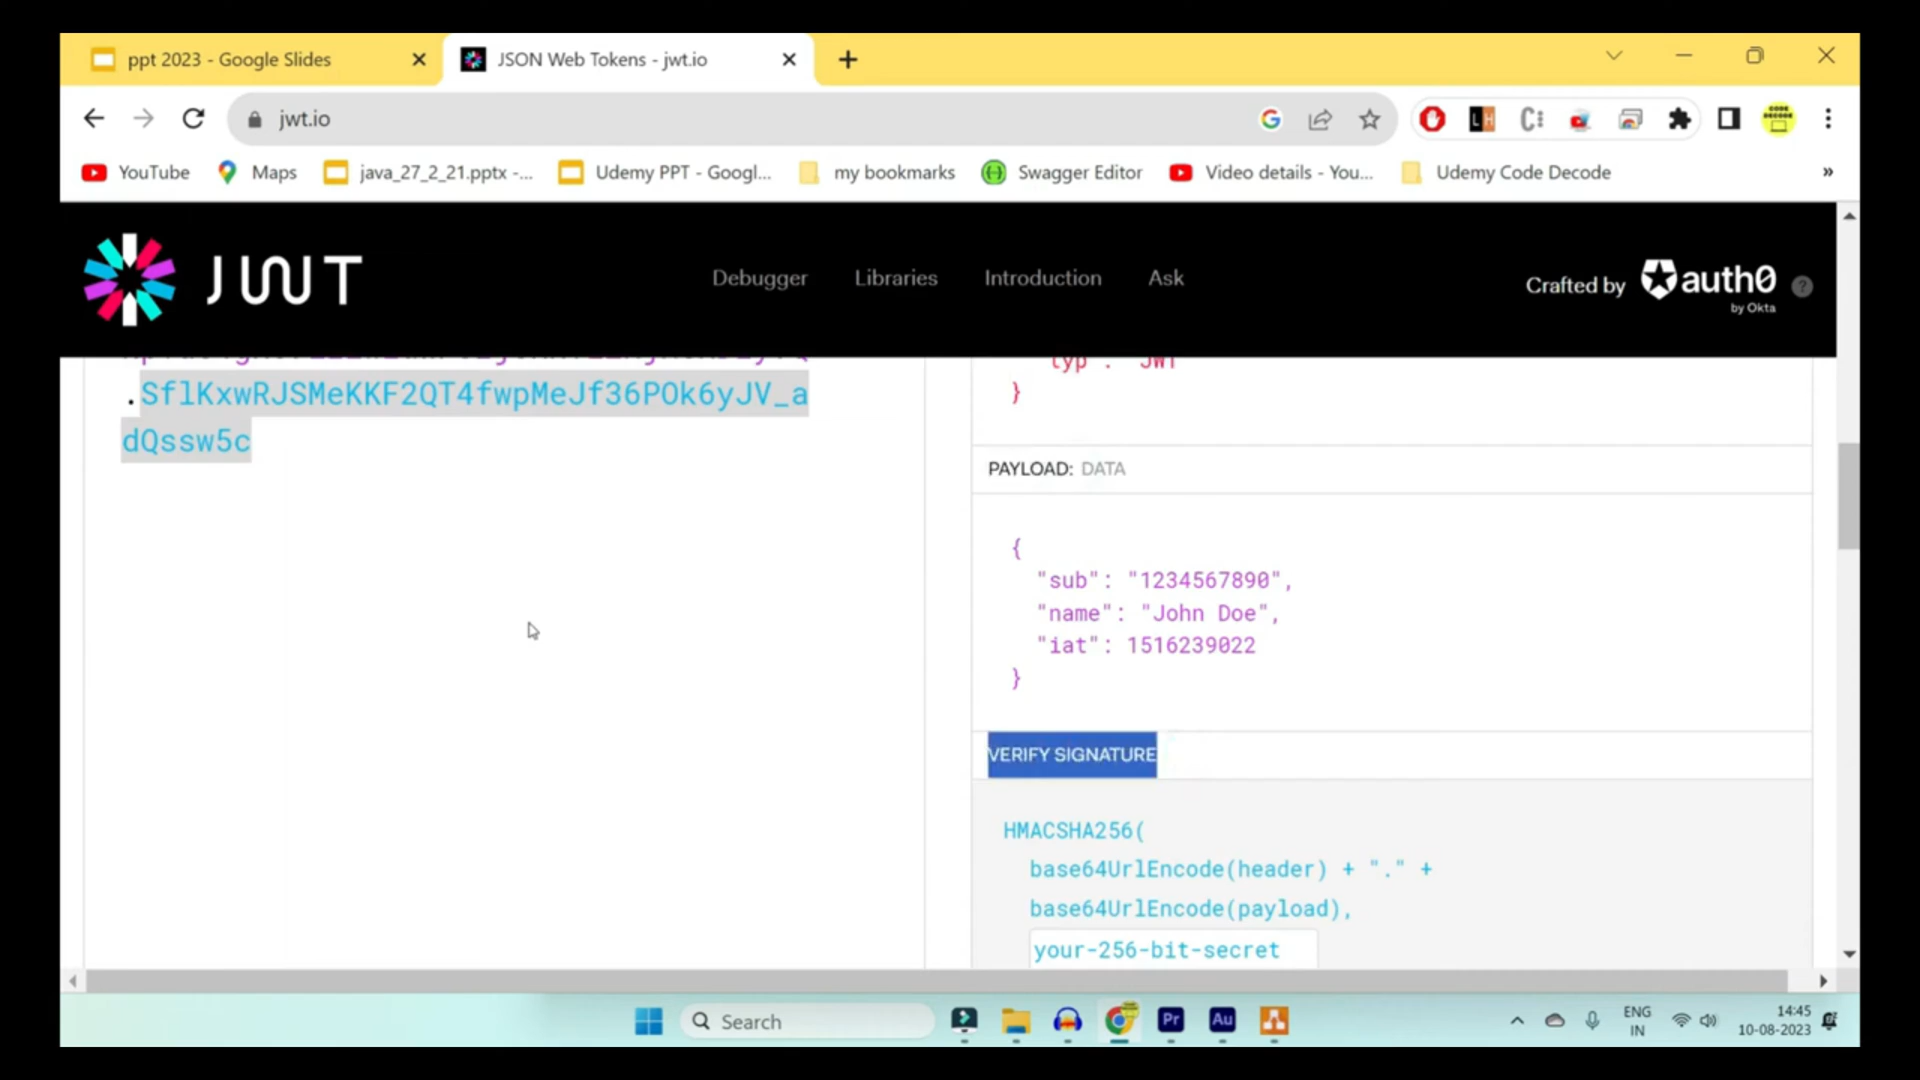 ppt 2023 - Google Slides
JSON Web Tokens - jwt.io
jwt.io
YouTube
Maps
java_27_2_21.pptx -...
Udemy PPT - Googl...
my bookmarks
Swagger Editor
Video details - You...
Udemy Code Decode
»
JWT
Debugger
Libraries
Introduction
Ask
Crafted by
auth0
by Okta
.SflKxwRJSMeKKF2QT4fwpMeJf36POk6yJV_a
dQssw5c
}
PAYLOAD: DATA
{
"sub": "1234567890",
"name": "John Doe",
"iat": 1516239022
}
VERIFY SIGNATURE
HMACSHA256(
base64UrlEncode(header) + "." +
base64UrlEncode(payload),
your-256-bit-secret
Search
Pr
Au
ENG
IN
14:45
10-08-2023